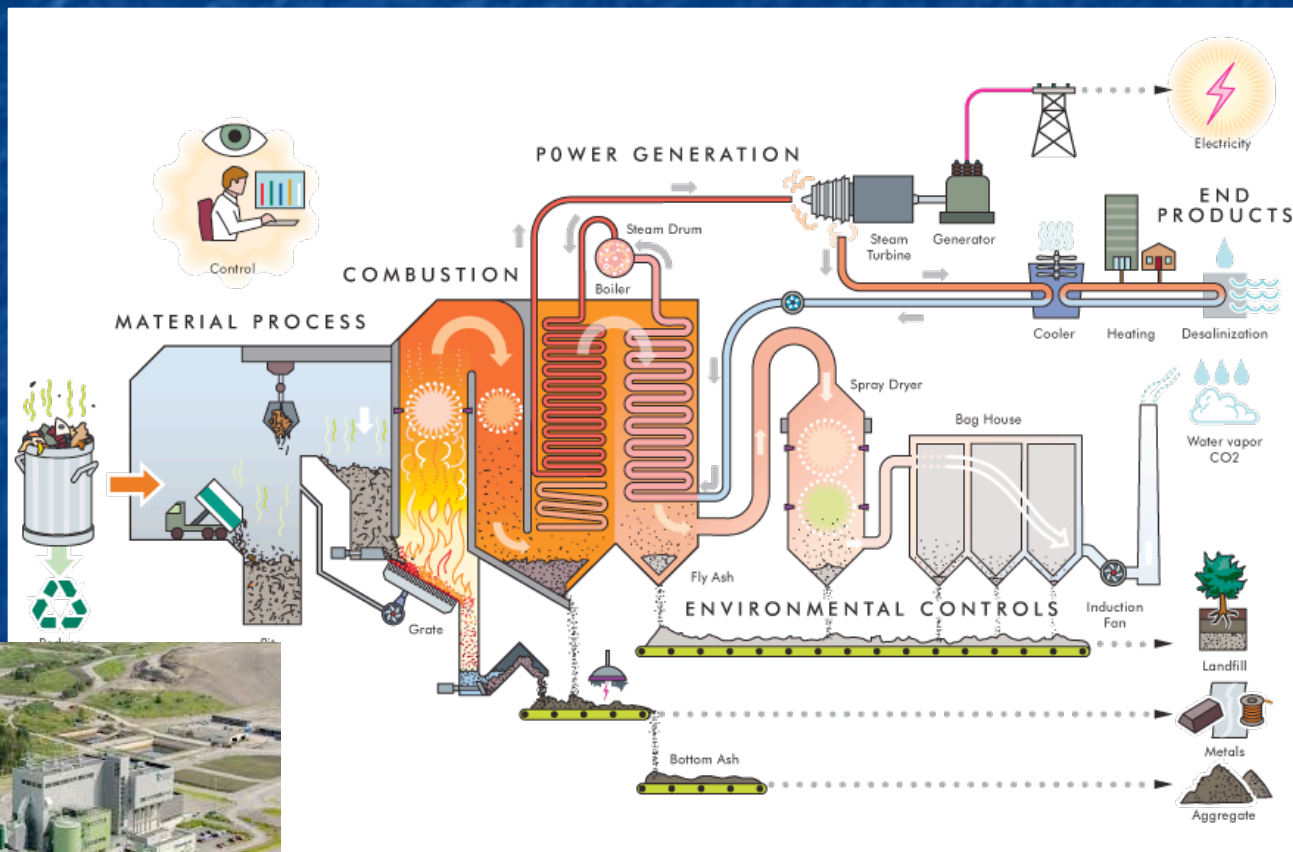 POWER GENERATION
Electricity
END
PRODUCTS
Control
Steam Drum
Steam
Turbine
Generator
COMBUSTION
Boiler
MATERIAL PROCESS
Cooler
Heating
Desalinization
Spray Dryer
Bag House
Water vapor
CO2
Fly Ash
ENVIRONMENTAL CONTROLS
Induction
Fan
Grate
Landfill
Metals
Bottom Ash
Aggregate